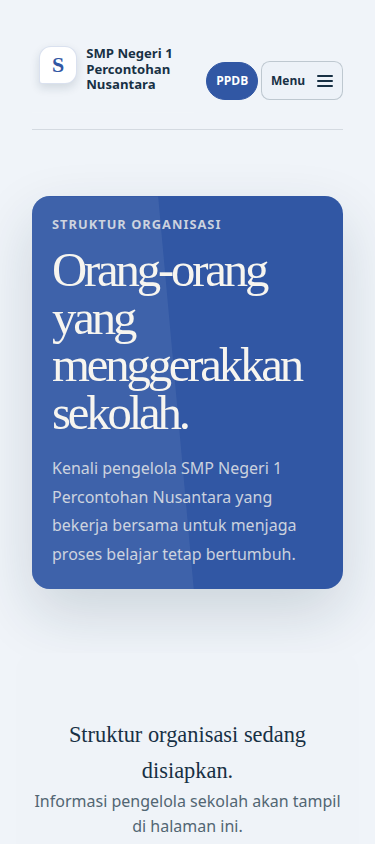 S
SMP Negeri 1
Percontohan
Nusantara
PPDB
Menu
STRUKTUR ORGANISASI
Orang-orang
yang
menggerakkan
sekolah.
Kenali pengelola SMP Negeri 1
Percontohan Nusantara yang
bekerja bersama untuk menjaga
proses belajar tetap bertumbuh.
Struktur organisasi sedang
disiapkan.
Informasi pengelola sekolah akan tampil
di halaman ini.